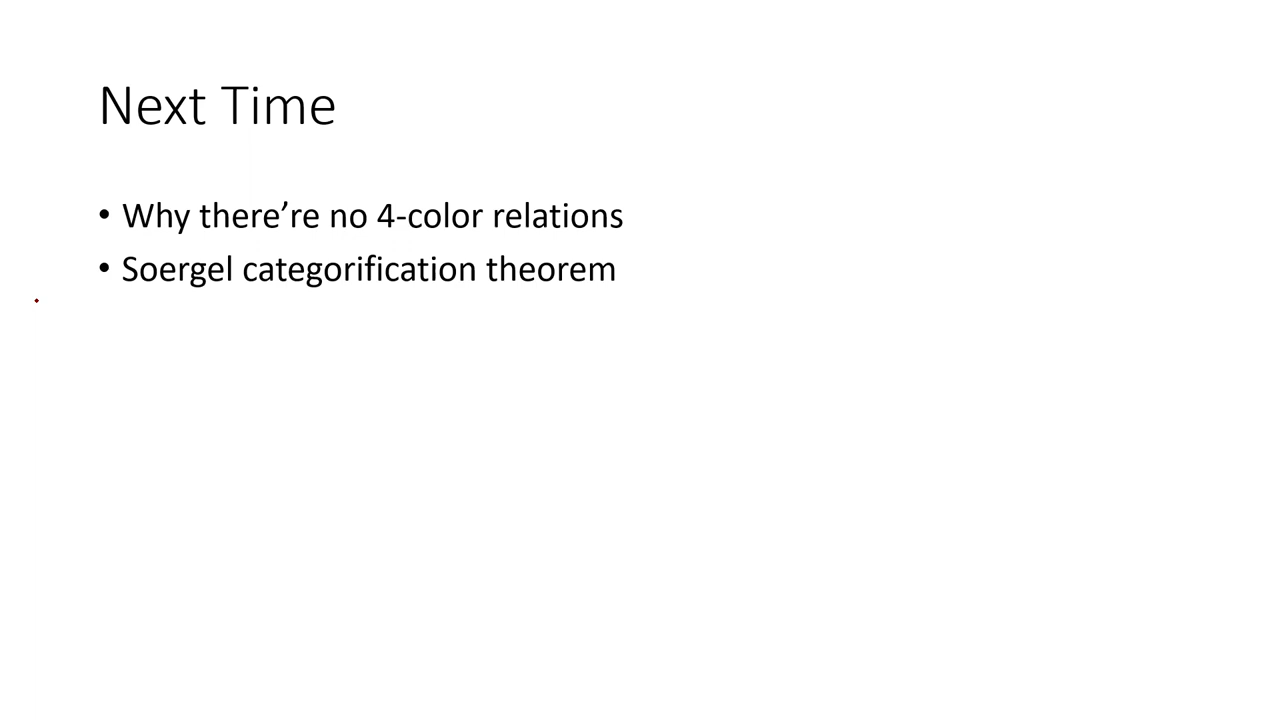 Next Time
• Why there’re no 4-color relations
• Soergel categorification theorem